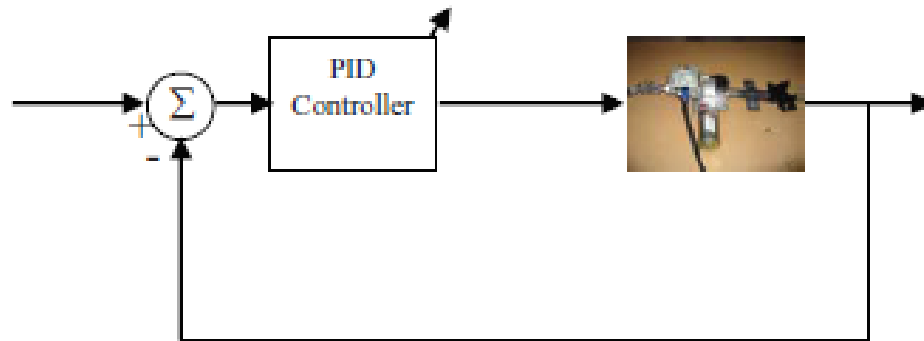 Σ
PID
Controller
+
-